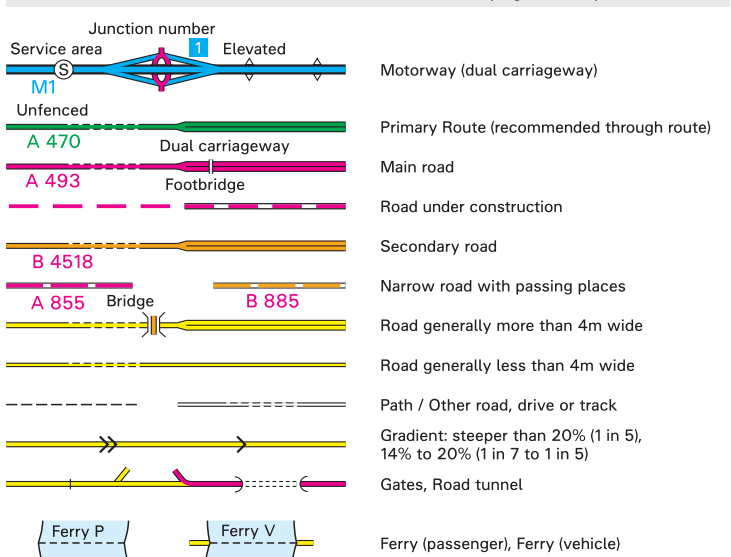 Junction number
Service area
S
1
Elevated
M1
Motorway (dual carriageway)
Unfenced
A 470
Primary Route (recommended through route)
Dual carriageway
A 493
Footbridge
Main road
Road under construction
B 4518
Secondary road
A 855
Bridge
B 885
Narrow road with passing places
Road generally more than 4m wide
Road generally less than 4m wide
Path / Other road, drive or track
Gradient: steeper than 20% (1 in 5),
14% to 20% (1 in 7 to 1 in 5)
Gates, Road tunnel
Ferry P
Ferry V
Ferry (passenger), Ferry (vehicle)